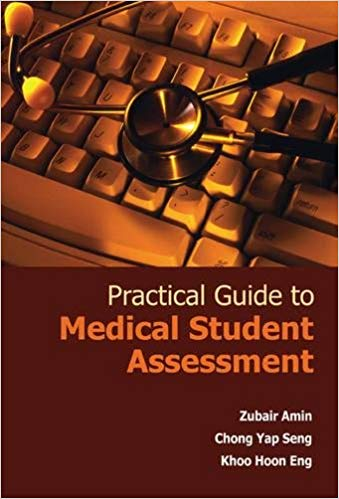 Practical Guide to
Medical Student
Assessment
Zubair Amin
Chong Yap Seng
Khoo Hoon Eng